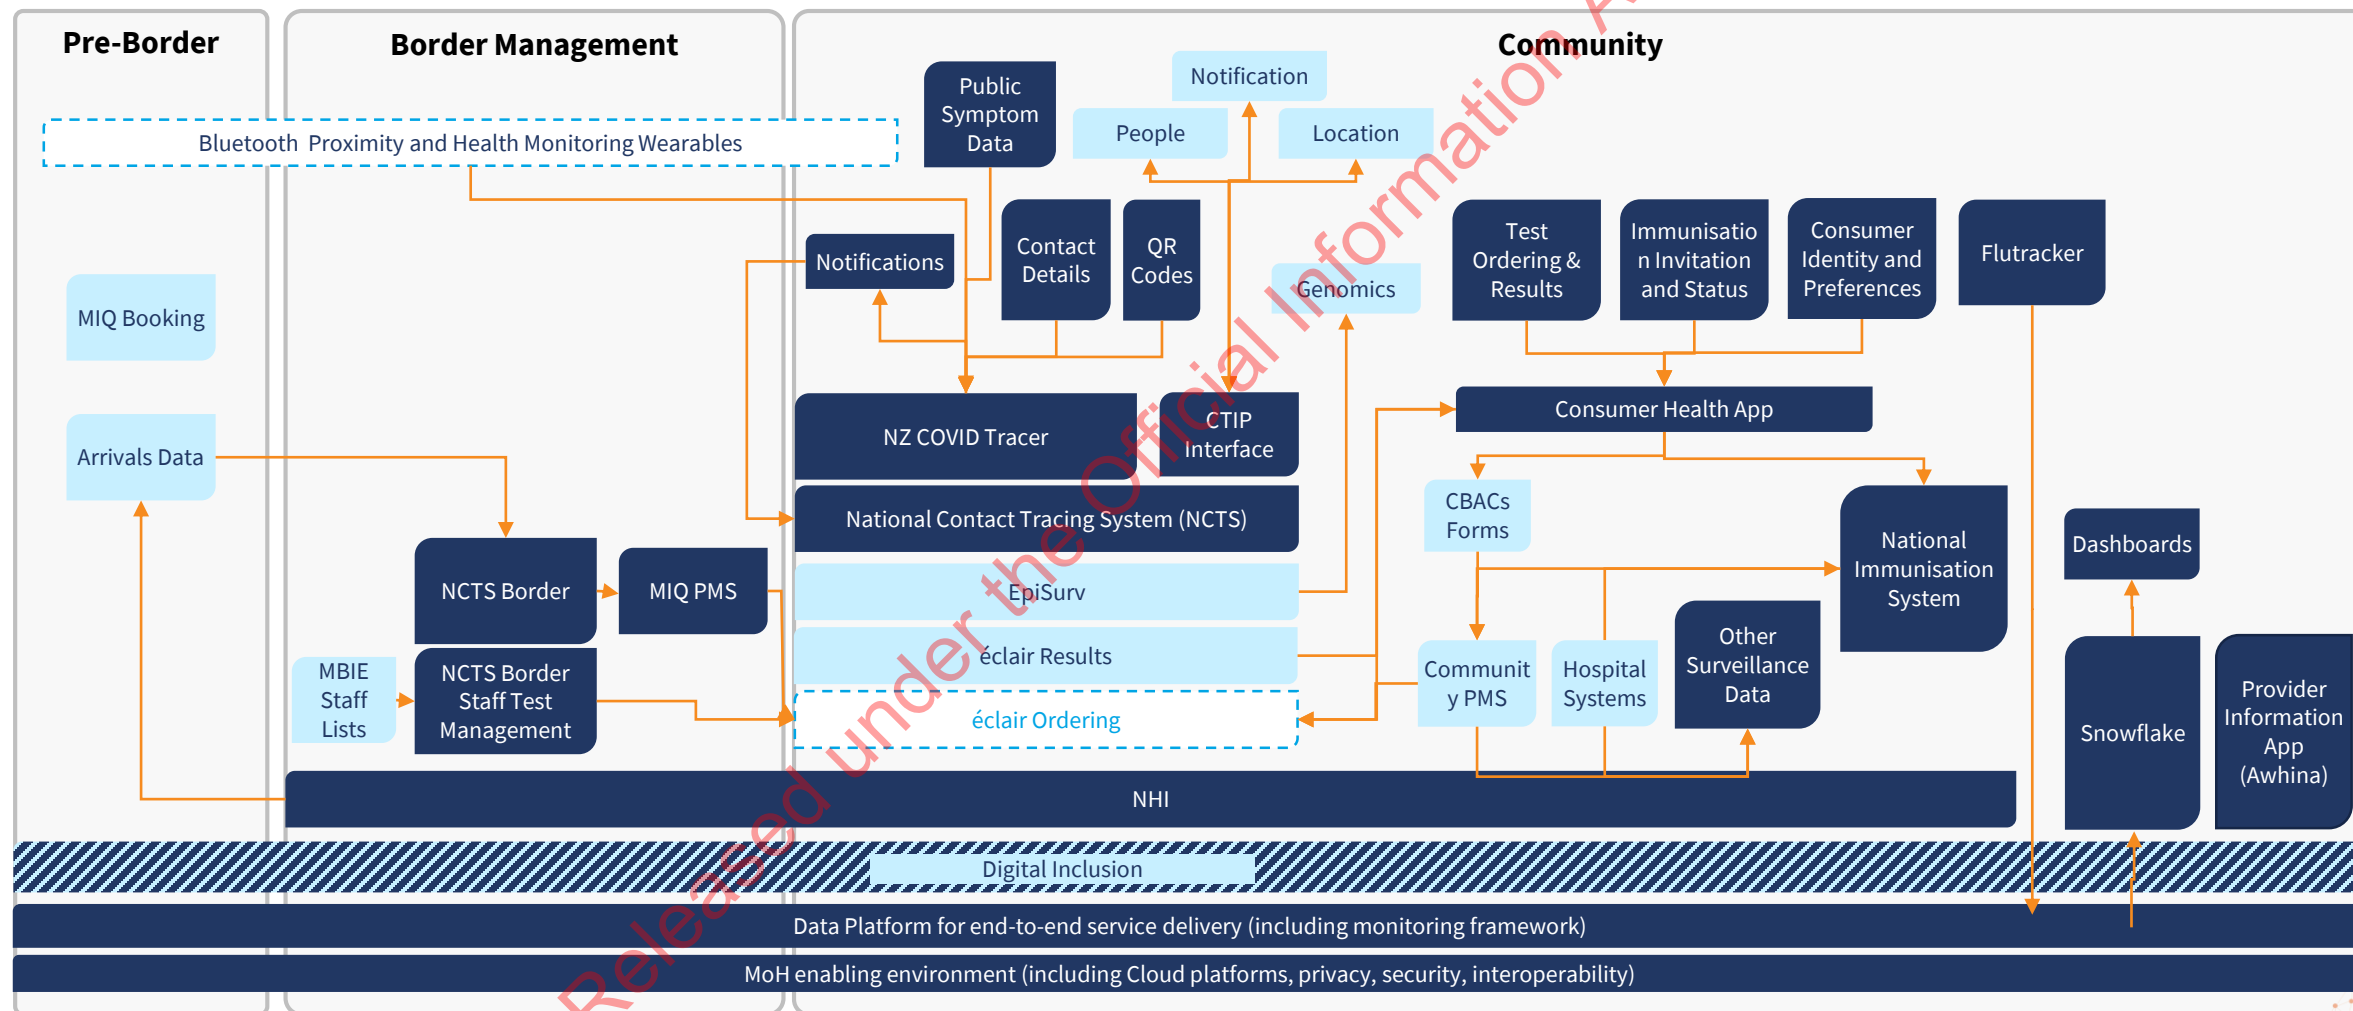 Pre-Border
Border Management
Community
Bluetooth Proximity and Health Monitoring Wearables
Public
Symptom
Data
Notification
People
Location
MIQ Booking
Arrivals Data
Notifications
Contact
Details
QR
Codes
Genomics
Test
Ordering &
Results
Immunisatio
n Invitation
and Status
Consumer
Identity and
Preferences
Flutracker
NZ COVID Tracer
CTIP
Interface
Consumer Health App
National Contact Tracing System (NCTS)
CBACs
Forms
National
Immunisation
System
Dashboards
NCTS Border
MIQ PMS
EpiSurv
éclair Results
éclair Ordering
MBIE
Staff
Lists
NCTS Border
Staff Test
Management
Communit
y PMS
Hospital
Systems
Other
Surveillance
Data
Snowflake
Provider
Information
App
(Awhina)
NHI
Digital Inclusion
Data Platform for end-to-end service delivery (including monitoring framework)
MoH enabling environment (including Cloud platforms, privacy, security, interoperability)
Released under the Official Information